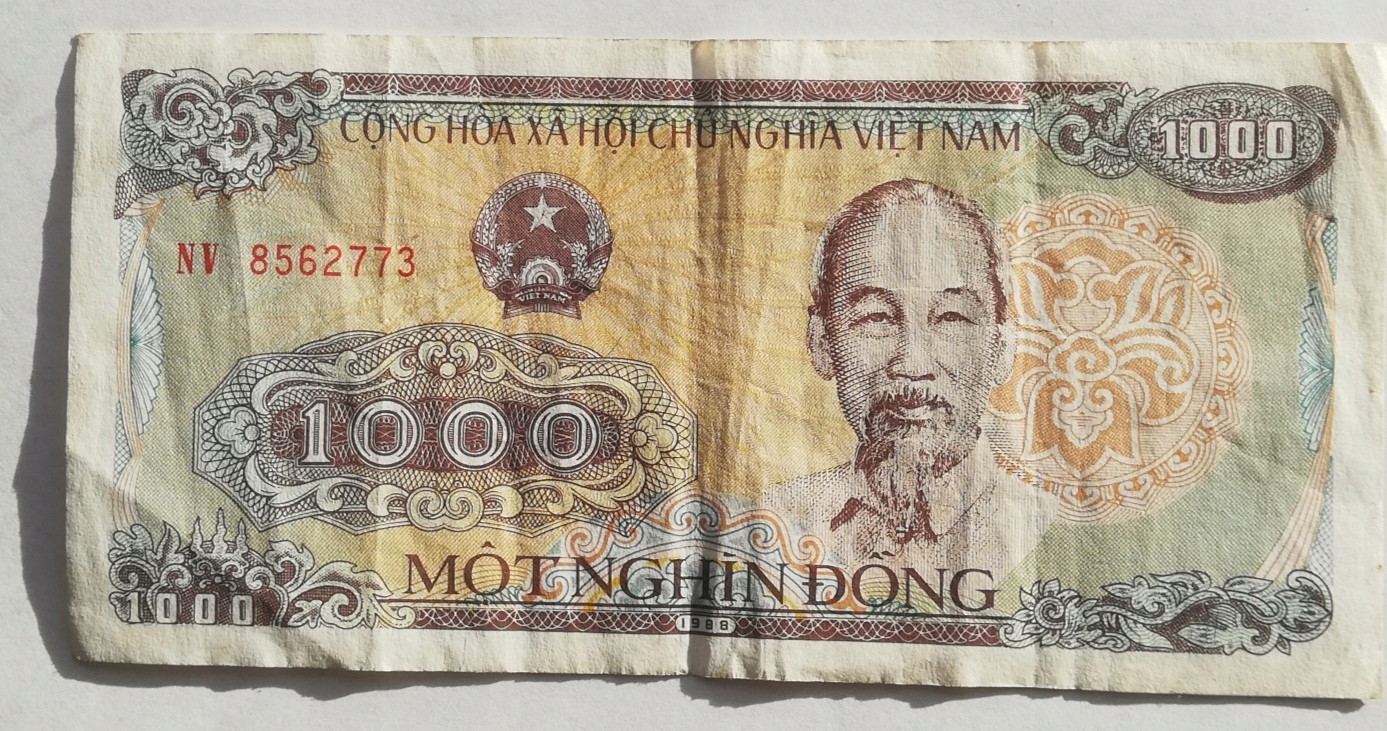 CỘNG HÒA XÃ HỘI CHỦ NGHĨA VIỆT NAM
1000
NV 8562773
VIỆT NAM
1000
MỘT NGHÌN ĐỒNG
1000
1988